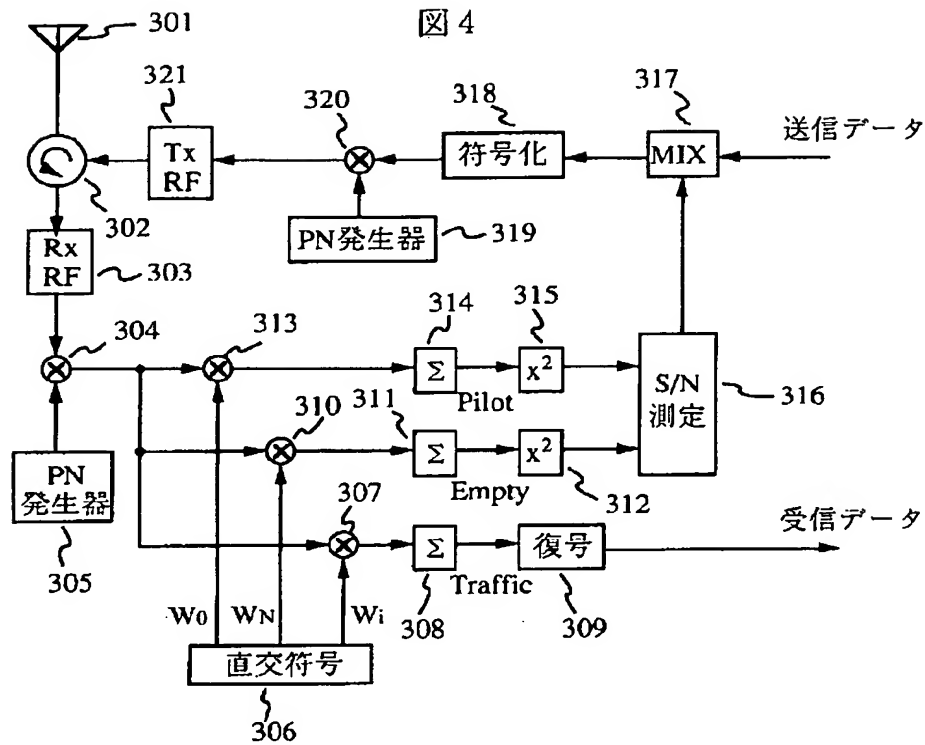 図4
301
321
320
318
317
送信データ
Tx
RF
符号化
MIX
302
PN発生器
319
Rx
RF
303
304
313
314
315
Σ
x²
Pilot
S/N
測定
316
310
311
Σ
x²
Empty
312
PN
発生器
305
307
受信データ
Σ
復号
Traffic
308
309
W0
WN
Wi
直交符号
306